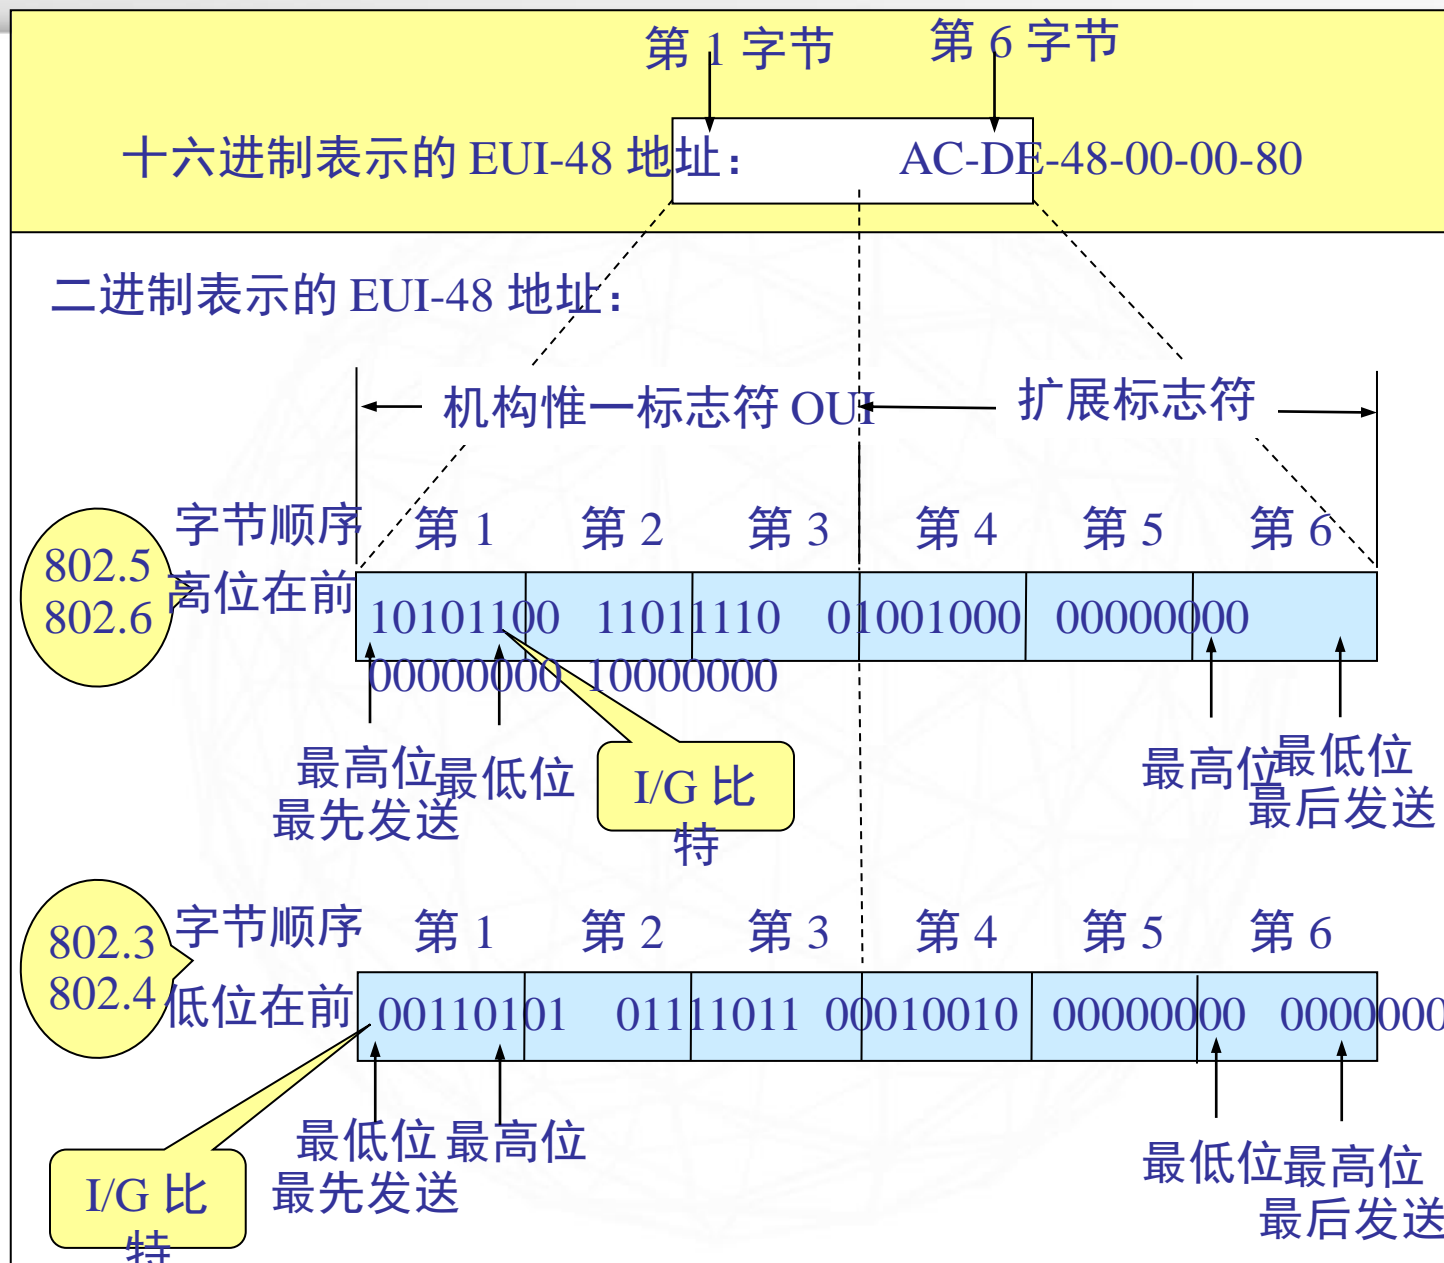 第 1 字节
第 6 字节
十六进制表示的 EUI-48 地址：
AC-DE-48-00-00-80
二进制表示的 EUI-48 地址：
机构惟一标志符 OUI
扩展标志符
字节顺序
第 1
第 2
第 3
第 4
第 5
第 6
802.5
802.6
高位在前
10101100 11011110 01001000 00000000
00000000 10000000
最高位
最先发送
最低位
I/G 比
特
最高位
最低位
最后发送
字节顺序
第 1
第 2
第 3
第 4
第 5
第 6
802.3
802.4
低位在前
00110101 01111011 00010010 00000000 0000000
最低位
最先发送
最高位
I/G 比
特
最低位
最高位
最后发送